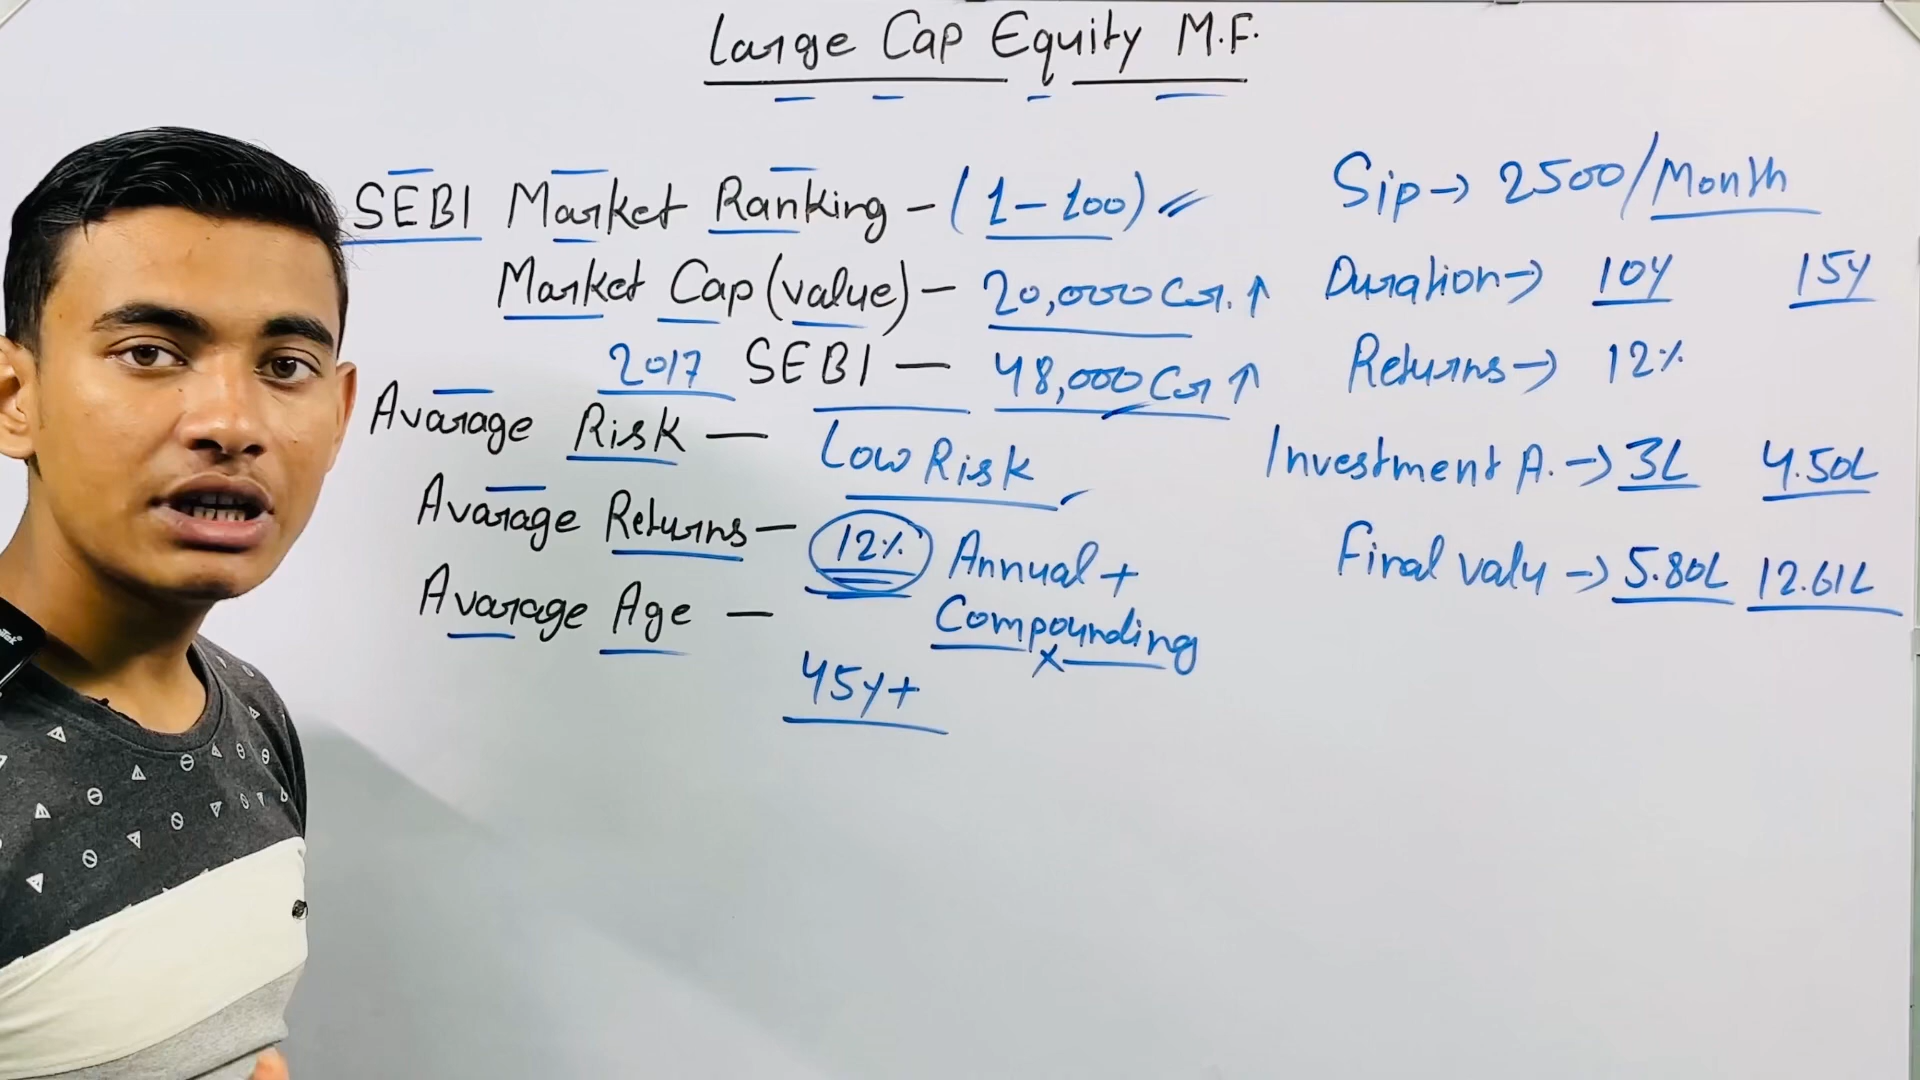 Large Cap Equity M.F.
SEBI Market Ranking - (1-100)
Market Cap (value) - 20,000 Cr. ↑
2017 SEBI - 48,000 Cr ↑
Avarage Risk - Low Risk
Avarage Returns - 12% Annual +
Compounding
Avarage Age - 45y+
Sip → 2500/Month
Duration → 10y 15y
Returns → 12%
Investment A. → 3L 4.50L
Final valu → 5.80L 12.61L